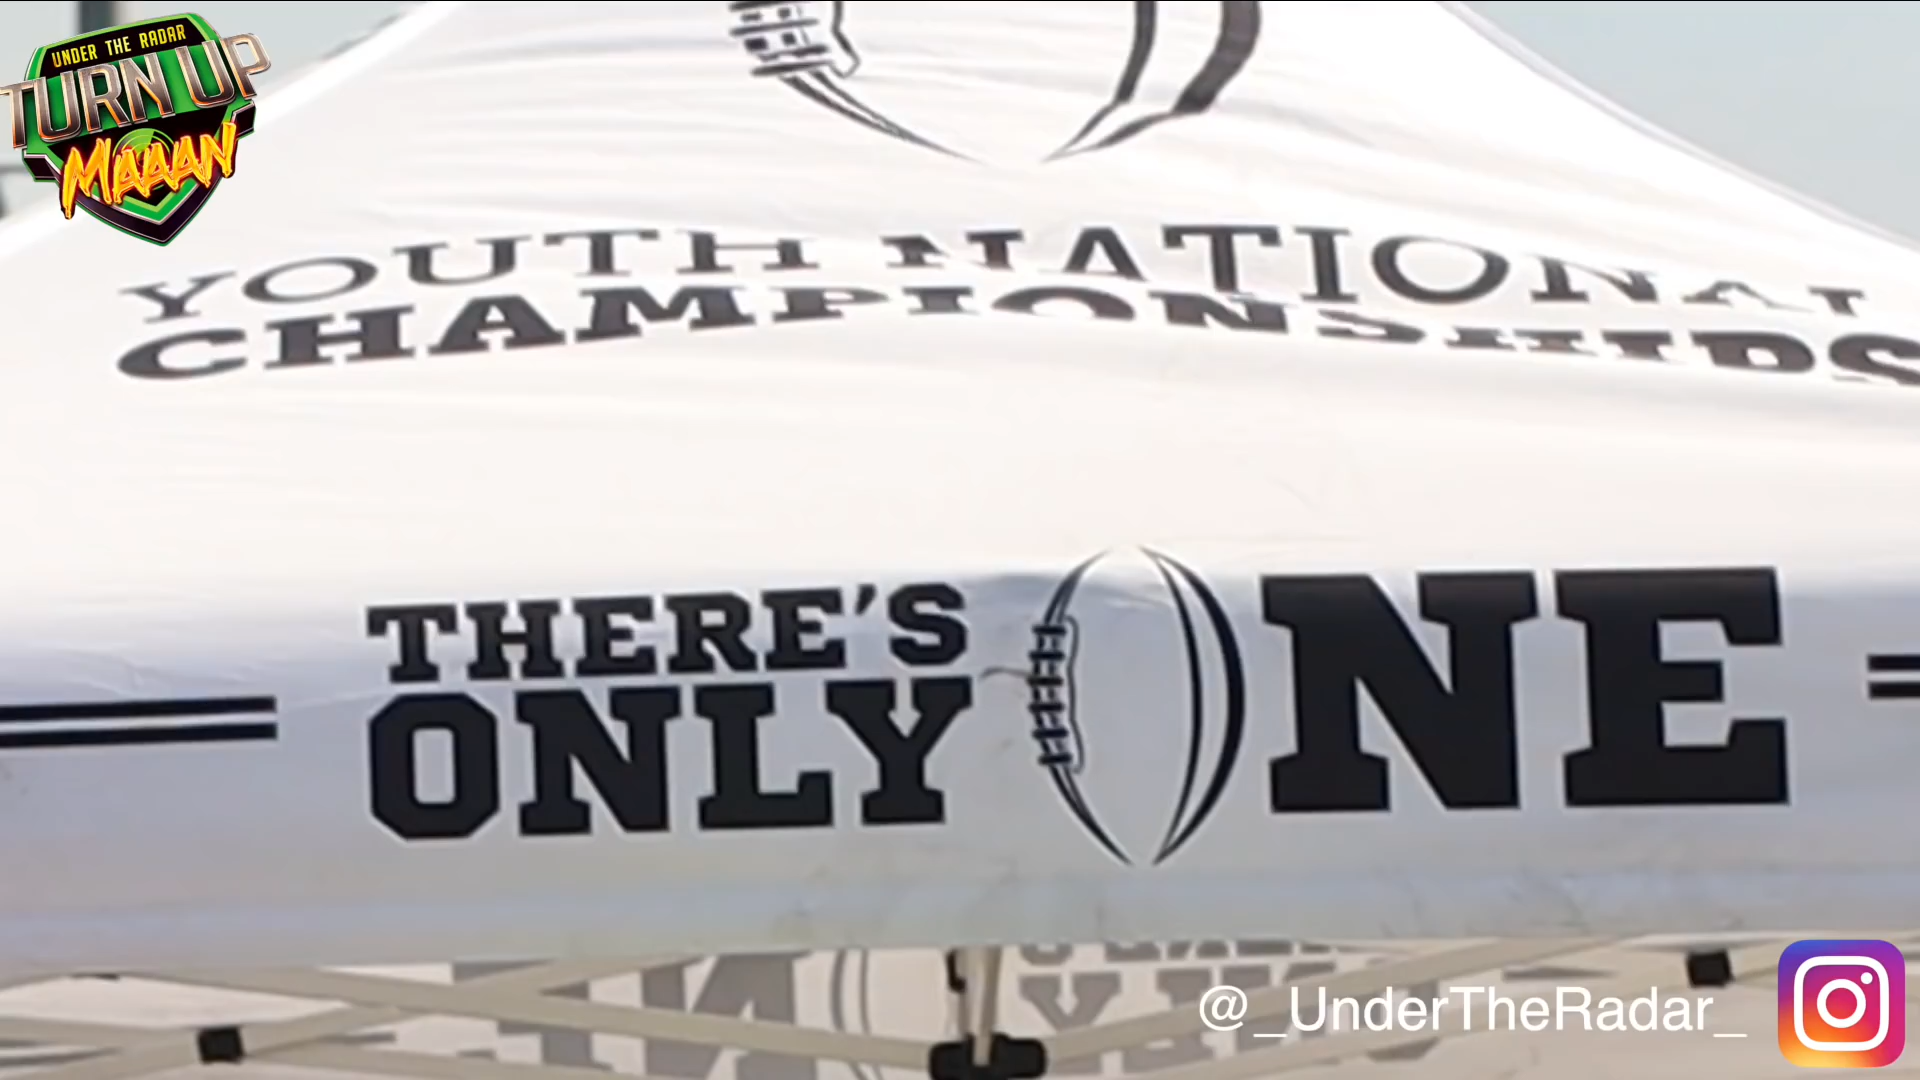 UNDER THE RADAR
TURN UP
MAAAN
YOUTH NATIONAL
CHAMPIONSHIPS
THERE'S
ONLY
NE
@_UnderTheRadar_